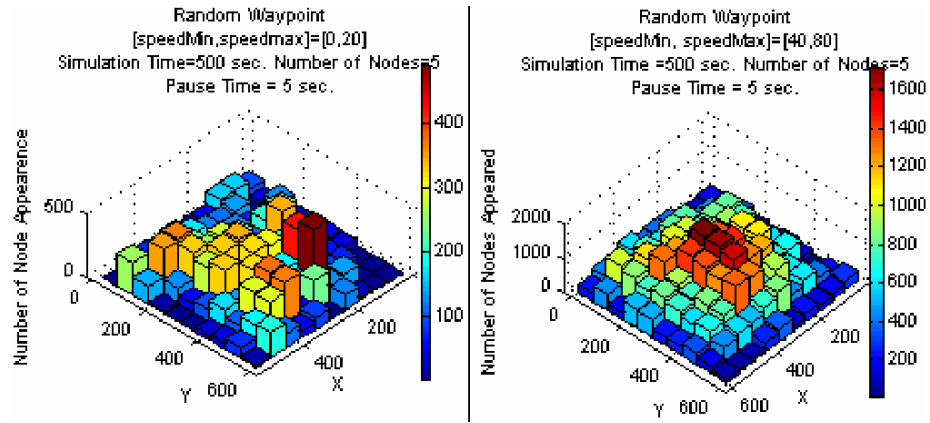 Random Waypoint
[speedMin,speedmax]=[0,20]
Simulation Time=500 sec. Number of Nodes=5
Pause Time = 5 sec.
Number of Node Appearence
500
0
0
200
400
600
Y
600
400
200
X
400
300
200
100
Random Waypoint
[speedMin, speedMax]=[40,80]
Simulation Time =500 sec. Number of Nodes=5
Pause Time = 5 sec.
Number of Nodes Appeared
2000
1000
0
0
200
400
600
Y
600
400
200
X
1600
1400
1200
1000
800
600
400
200